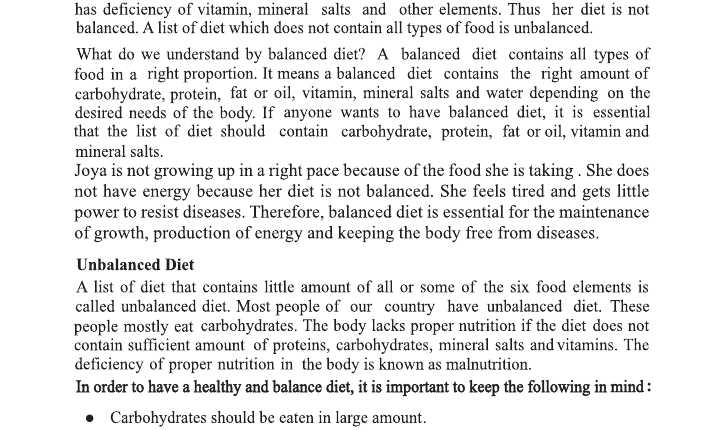 has deficiency of vitamin, mineral salts and other elements. Thus her diet is not
balanced. A list of diet which does not contain all types of food is unbalanced.
What do we understand by balanced diet? A balanced diet contains all types of
food in a right proportion. It means a balanced diet contains the right amount of
carbohydrate, protein, fat or oil, vitamin, mineral salts and water depending on the
desired needs of the body. If anyone wants to have balanced diet, it is essential
that the list of diet should contain carbohydrate, protein, fat or oil, vitamin and
mineral salts.
Joya is not growing up in a right pace because of the food she is taking . She does
not have energy because her diet is not balanced. She feels tired and gets little
power to resist diseases. Therefore, balanced diet is essential for the maintenance
of growth, production of energy and keeping the body free from diseases.
Unbalanced Diet
A list of diet that contains little amount of all or some of the six food elements is
called unbalanced diet. Most people of our country have unbalanced diet. These
people mostly eat carbohydrates. The body lacks proper nutrition if the diet does not
contain sufficient amount of proteins, carbohydrates, mineral salts and vitamins. The
deficiency of proper nutrition in the body is known as malnutrition.
In order to have a healthy and balance diet, it is important to keep the following in mind :
● Carbohydrates should be eaten in large amount.